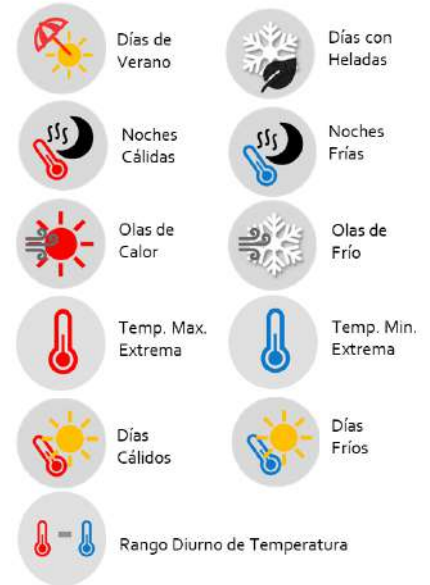 Días de
Verano
Días con
Heladas
Noches
Cálidas
Noches
Frías
Olas de
Calor
Olas de
Frío
Temp. Max.
Extrema
Temp. Min.
Extrema
Días
Cálidos
Días
Fríos
Rango Diurno de Temperatura